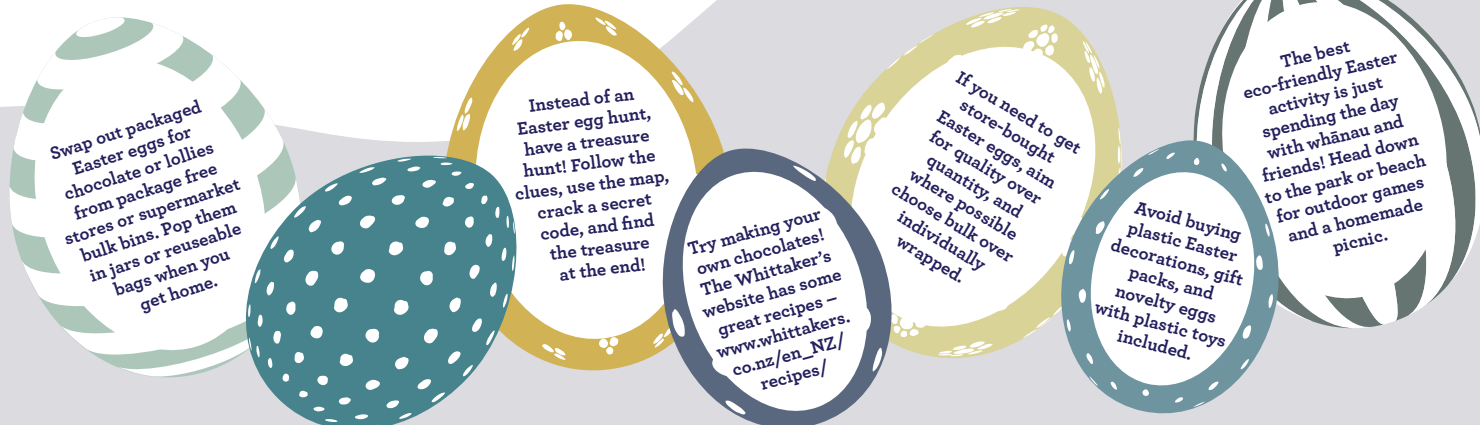 Swap out packaged
Easter eggs for
chocolate or lollies
from package free
stores or supermarket
bulk bins. Pop them
in jars or reuseable
bags when you
get home.
Instead of an
Easter egg hunt,
have a treasure
hunt! Follow the
clues, use the map,
crack a secret
code, and find
the treasure
at the end!
Try making your
own chocolates!
The Whittaker's
website has some
great recipes –
www.whittakers.
co.nz/en_NZ/
recipes/
If you need to get
store-bought
Easter eggs, aim
for quality over
quantity, and
where possible
choose bulk over
individually
wrapped.
Avoid buying
plastic Easter
decorations, gift
packs, and
novelty eggs
with plastic toys
included.
The best
eco-friendly Easter
activity is just
spending the day
with whānau and
friends! Head down
to the park or beach
for outdoor games
and a homemade
picnic.